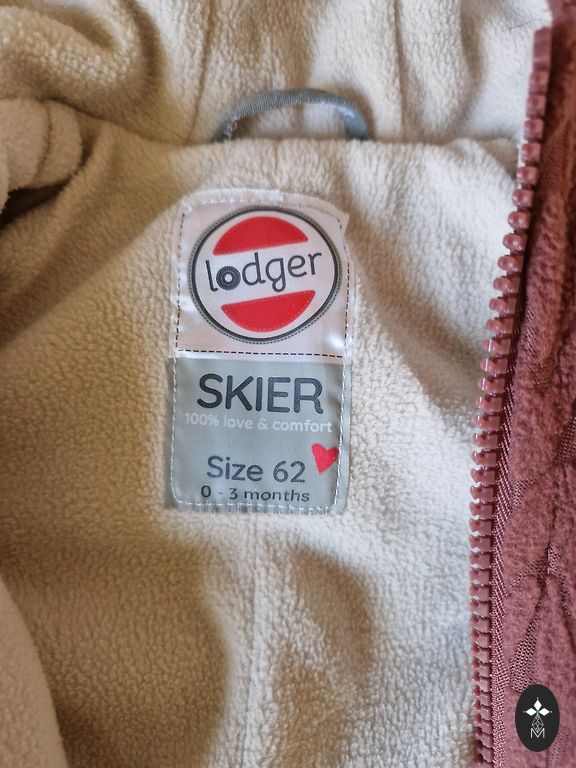 lodger
SKIER
100% love & comfort
Size 62
0 - 3 months
M